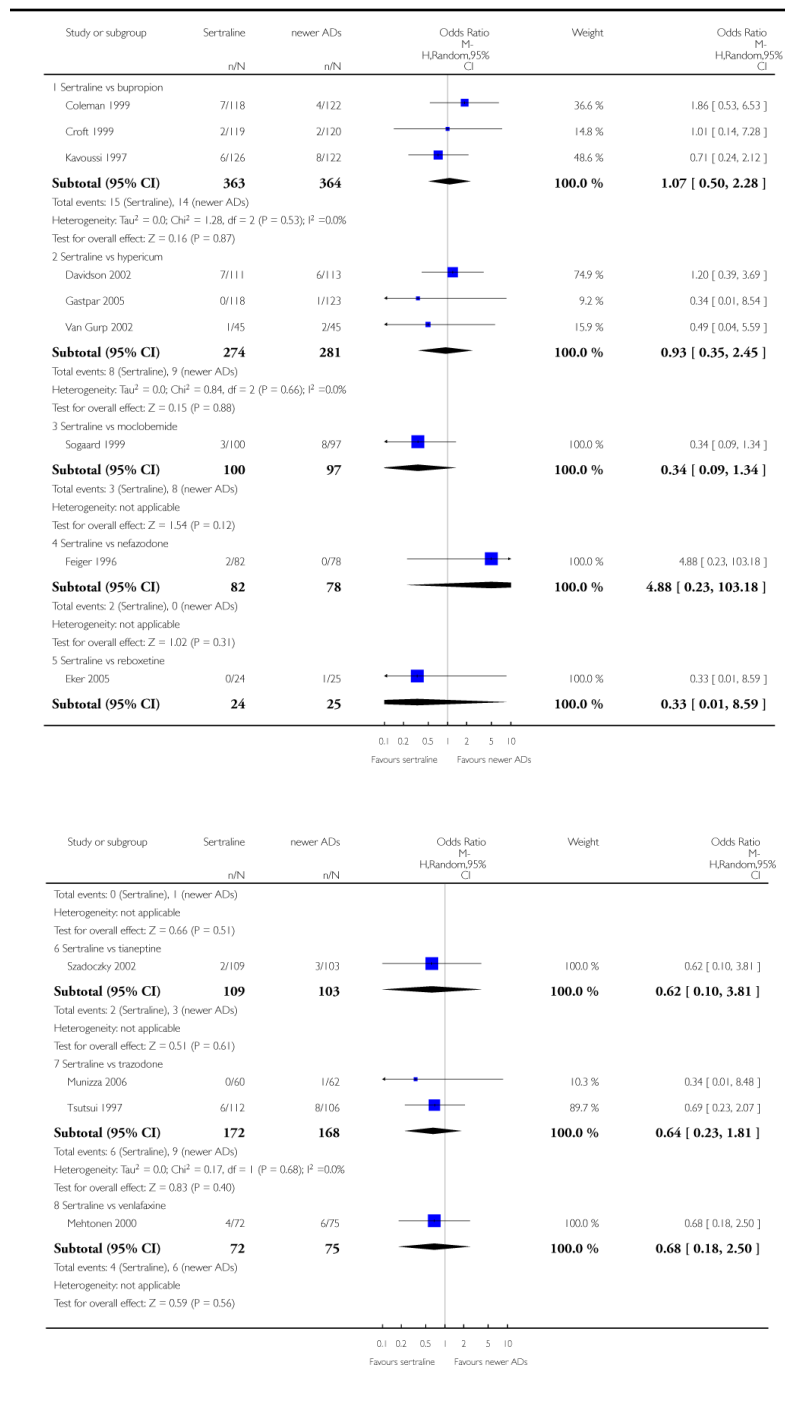 Study or subgroup Sertraline newer ADs Odds Ratio Weight Odds Ratio
M- M-
H,Random,95% H,Random,95%
n/N n/N CI CI
1 Sertraline vs bupropion
Coleman 1999 7/118 4/122 36.6 % 1.86 [ 0.53, 6.53 ]
Croft 1999 2/119 2/120 14.8 % 1.01 [ 0.14, 7.28 ]
Kavoussi 1997 6/126 8/122 48.6 % 0.71 [ 0.24, 2.12 ]
Subtotal (95% CI) 363 364 100.0 % 1.07 [ 0.50, 2.28 ]
Total events: 15 (Sertraline), 14 (newer ADs)
Heterogeneity: Tau² = 0.0; Chi² = 1.28, df = 2 (P = 0.53); I² =0.0%
Test for overall effect: Z = 0.16 (P = 0.87)
2 Sertraline vs hypericum
Davidson 2002 7/111 6/113 74.9 % 1.20 [ 0.39, 3.69 ]
Gastpar 2005 0/118 1/123 9.2 % 0.34 [ 0.01, 8.54 ]
Van Gurp 2002 1/45 2/45 15.9 % 0.49 [ 0.04, 5.59 ]
Subtotal (95% CI) 274 281 100.0 % 0.93 [ 0.35, 2.45 ]
Total events: 8 (Sertraline), 9 (newer ADs)
Heterogeneity: Tau² = 0.0; Chi² = 0.84, df = 2 (P = 0.66); I² =0.0%
Test for overall effect: Z = 0.15 (P = 0.88)
3 Sertraline vs moclobemide
Sogaard 1999 3/100 8/97 100.0 % 0.34 [ 0.09, 1.34 ]
Subtotal (95% CI) 100 97 100.0 % 0.34 [ 0.09, 1.34 ]
Total events: 3 (Sertraline), 8 (newer ADs)
Heterogeneity: not applicable
Test for overall effect: Z = 1.54 (P = 0.12)
4 Sertraline vs nefazodone
Feiger 1996 2/82 0/78 100.0 % 4.88 [ 0.23, 103.18 ]
Subtotal (95% CI) 82 78 100.0 % 4.88 [ 0.23, 103.18 ]
Total events: 2 (Sertraline), 0 (newer ADs)
Heterogeneity: not applicable
Test for overall effect: Z = 1.02 (P = 0.31)
5 Sertraline vs reboxetine
Eker 2005 0/24 1/25 100.0 % 0.33 [ 0.01, 8.59 ]
Subtotal (95% CI) 24 25 100.0 % 0.33 [ 0.01, 8.59 ]
0.1 0.2 0.5 1 2 5 10
Favours sertraline Favours newer ADs
Study or subgroup Sertraline newer ADs Odds Ratio Weight Odds Ratio
M- M-
H,Random,95% H,Random,95%
n/N n/N CI CI
Total events: 0 (Sertraline), 1 (newer ADs)
Heterogeneity: not applicable
Test for overall effect: Z = 0.66 (P = 0.51)
6 Sertraline vs tianeptine
Szadoczky 2002 2/109 3/103 100.0 % 0.62 [ 0.10, 3.81 ]
Subtotal (95% CI) 109 103 100.0 % 0.62 [ 0.10, 3.81 ]
Total events: 2 (Sertraline), 3 (newer ADs)
Heterogeneity: not applicable
Test for overall effect: Z = 0.51 (P = 0.61)
7 Sertraline vs trazodone
Munizza 2006 0/60 1/62 10.3 % 0.34 [ 0.01, 8.48 ]
Tsutsui 1997 6/112 8/106 89.7 % 0.69 [ 0.23, 2.07 ]
Subtotal (95% CI) 172 168 100.0 % 0.64 [ 0.23, 1.81 ]
Total events: 6 (Sertraline), 9 (newer ADs)
Heterogeneity: Tau² = 0.0; Chi² = 0.17, df = 1 (P = 0.68); I² =0.0%
Test for overall effect: Z = 0.83 (P = 0.40)
8 Sertraline vs venlafaxine
Mehtonen 2000 4/72 6/75 100.0 % 0.68 [ 0.18, 2.50 ]
Subtotal (95% CI) 72 75 100.0 % 0.68 [ 0.18, 2.50 ]
Total events: 4 (Sertraline), 6 (newer ADs)
Heterogeneity: not applicable
Test for overall effect: Z = 0.59 (P = 0.56)
0.1 0.2 0.5 1 2 5 10
Favours sertraline Favours newer ADs